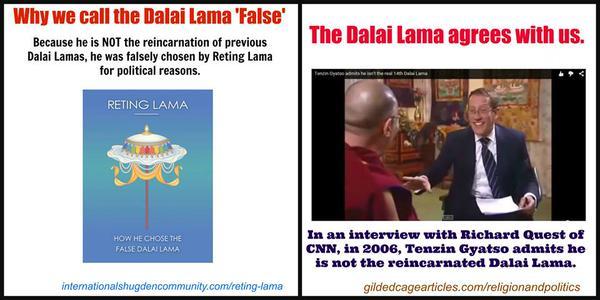 Why we call the Dalai Lama 'False'
Because he is NOT the reincarnation of previous
Dalai Lamas, he was falsely chosen by Reting Lama
for political reasons.
RETING LAMA
HOW HE CHOSE THE
FALSE DALAI LAMA
internationalshugdencommunity.com/reting-lama
The Dalai Lama agrees with us.
Tenzin Gyatso admits he isn't the real 14th Dalai Lama
In an interview with Richard Quest of
CNN, in 2006, Tenzin Gyatso admits he
is not the reincarnated Dalai Lama.
gildedcagearticles.com/religionandpolitics